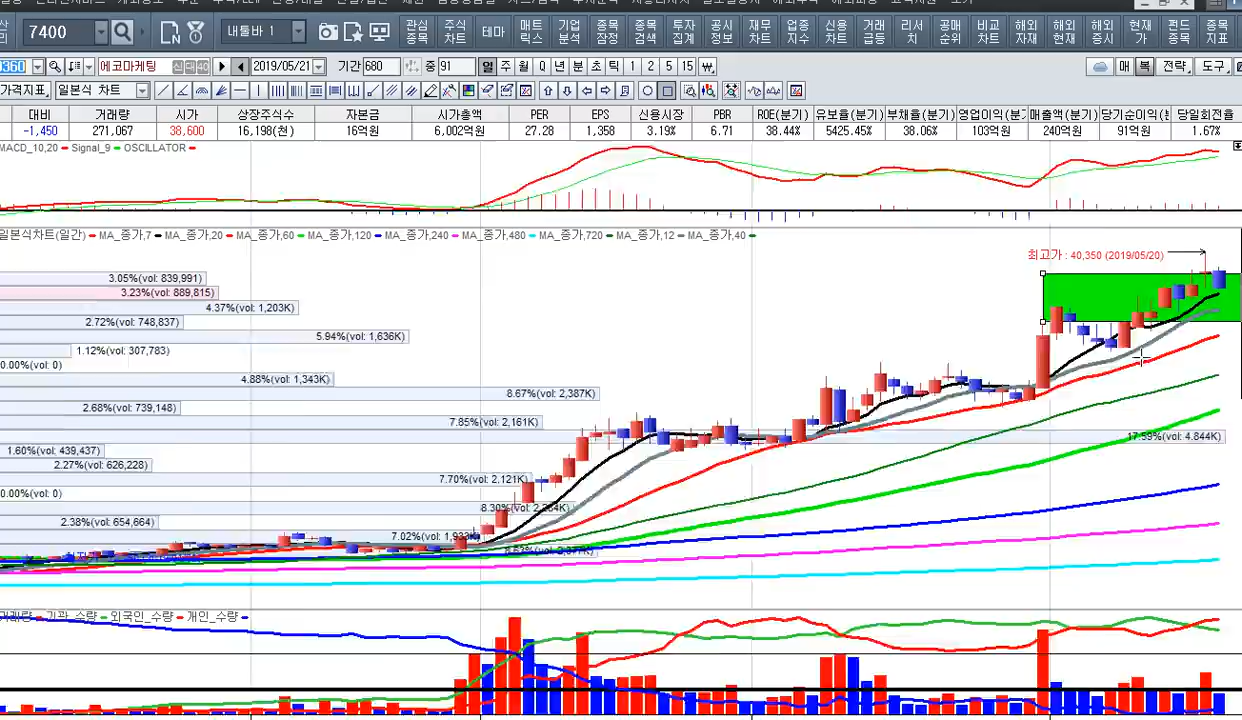 7400
내툴바 1
관심 종목
주식 차트
테마
매트 릭스
기업 분석
종목 잠정
종목 검색
투자 집계
공시 정보
재무 차트
업종 지수
신용 차트
거래 급등
리서 치
공매 순위
비교 차트
해외 자재
해외 현재
해외 증시
현재 가
펀드 종목
종목 지표
에코마케팅 신 증 40 2019/05/21 기간 680 종 91 일 주 월 Q 년 분 초 틱 1 2 5 15 매 복 전략, 도구,
가격지표, 일본식 차트
대비 거래량 시가 상장주식수 자본금 시가총액 PER EPS 신용시장 PBR ROE(분기) 유보율(분기) 부채율(분기) 영업이익(분기 매출액(분기) 당기순이익( 당일회전율
-1,450 271,067 38,600 16,198(천) 16억원 6,002억원 27.28 1,358 3.19% 6.71 38.44% 5425.45% 38.06% 103억원 240억원 91억원 1.67%
MACD_10,20 Signal_9 OSCILLATOR
일본식차트(일간) MA_종가,7 MA_종가,20 MA_종가,60 MA_종가,120 MA_종가,240 MA_종가,480 MA_종가,720 MA_종가,12 MA_종가,40
최고가 : 40,350 (2019/05/20)
3.05%(vol: 839,991)
3.23%(vol: 889,815)
4.37%(vol: 1,203K)
2.72%(vol: 748,837)
5.94%(vol: 1,636K)
1.12%(vol: 307,783)
0.00%(vol: 0)
4.88%(vol: 1,343K)
8.67%(vol: 2,387K)
2.68%(vol: 739,148)
7.85%(vol: 2,161K)
17.59%(vol: 4.844K)
1.60%(vol: 439,437)
2.27%(vol: 626,228)
7.70%(vol: 2.121K)
0.00%(vol: 0)
2.38%(vol: 654,664)
거래량 기관_수량 외국인_수량 개인_수량